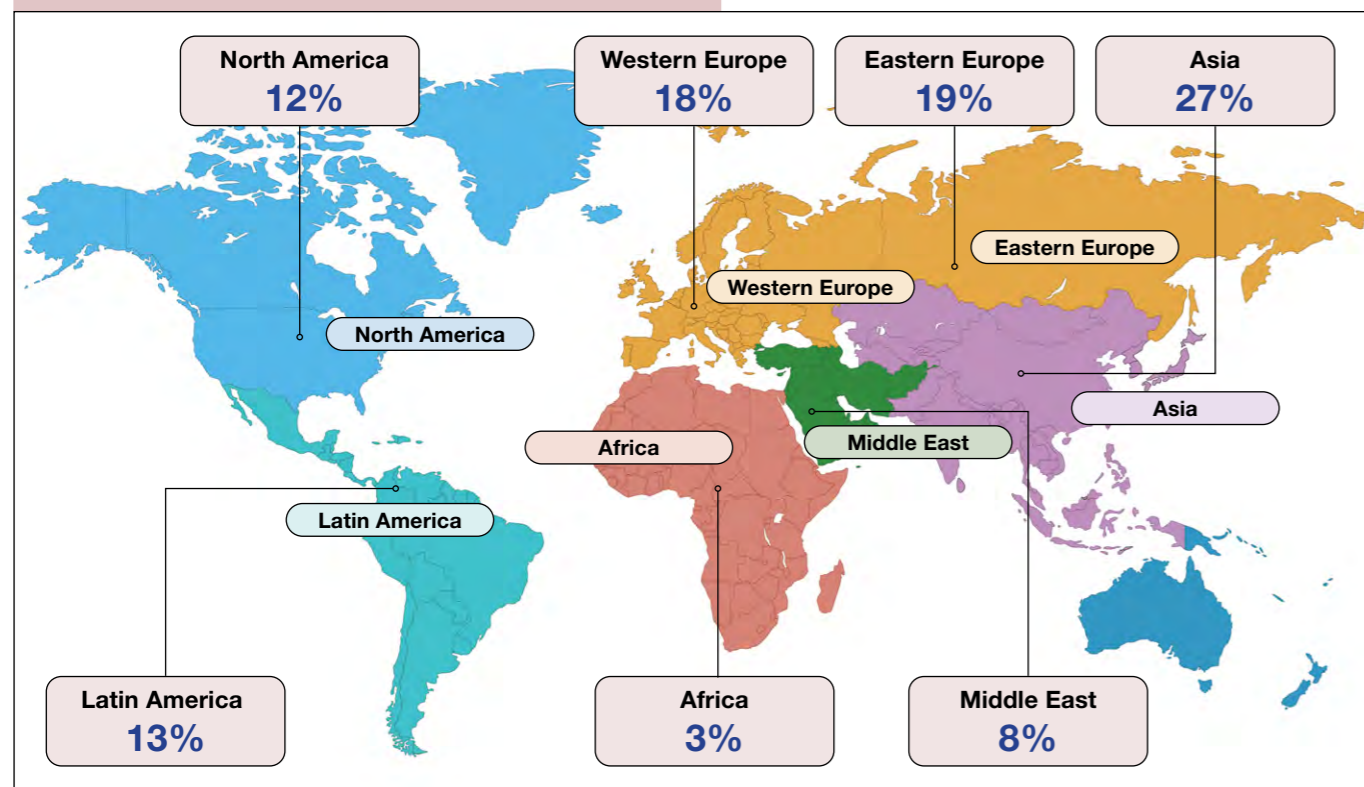 North America
12%
Western Europe
18%
Eastern Europe
19%
Asia
27%
Eastern Europe
Western Europe
North America
Asia
Africa
Middle East
Latin America
Latin America
13%
Africa
3%
Middle East
8%